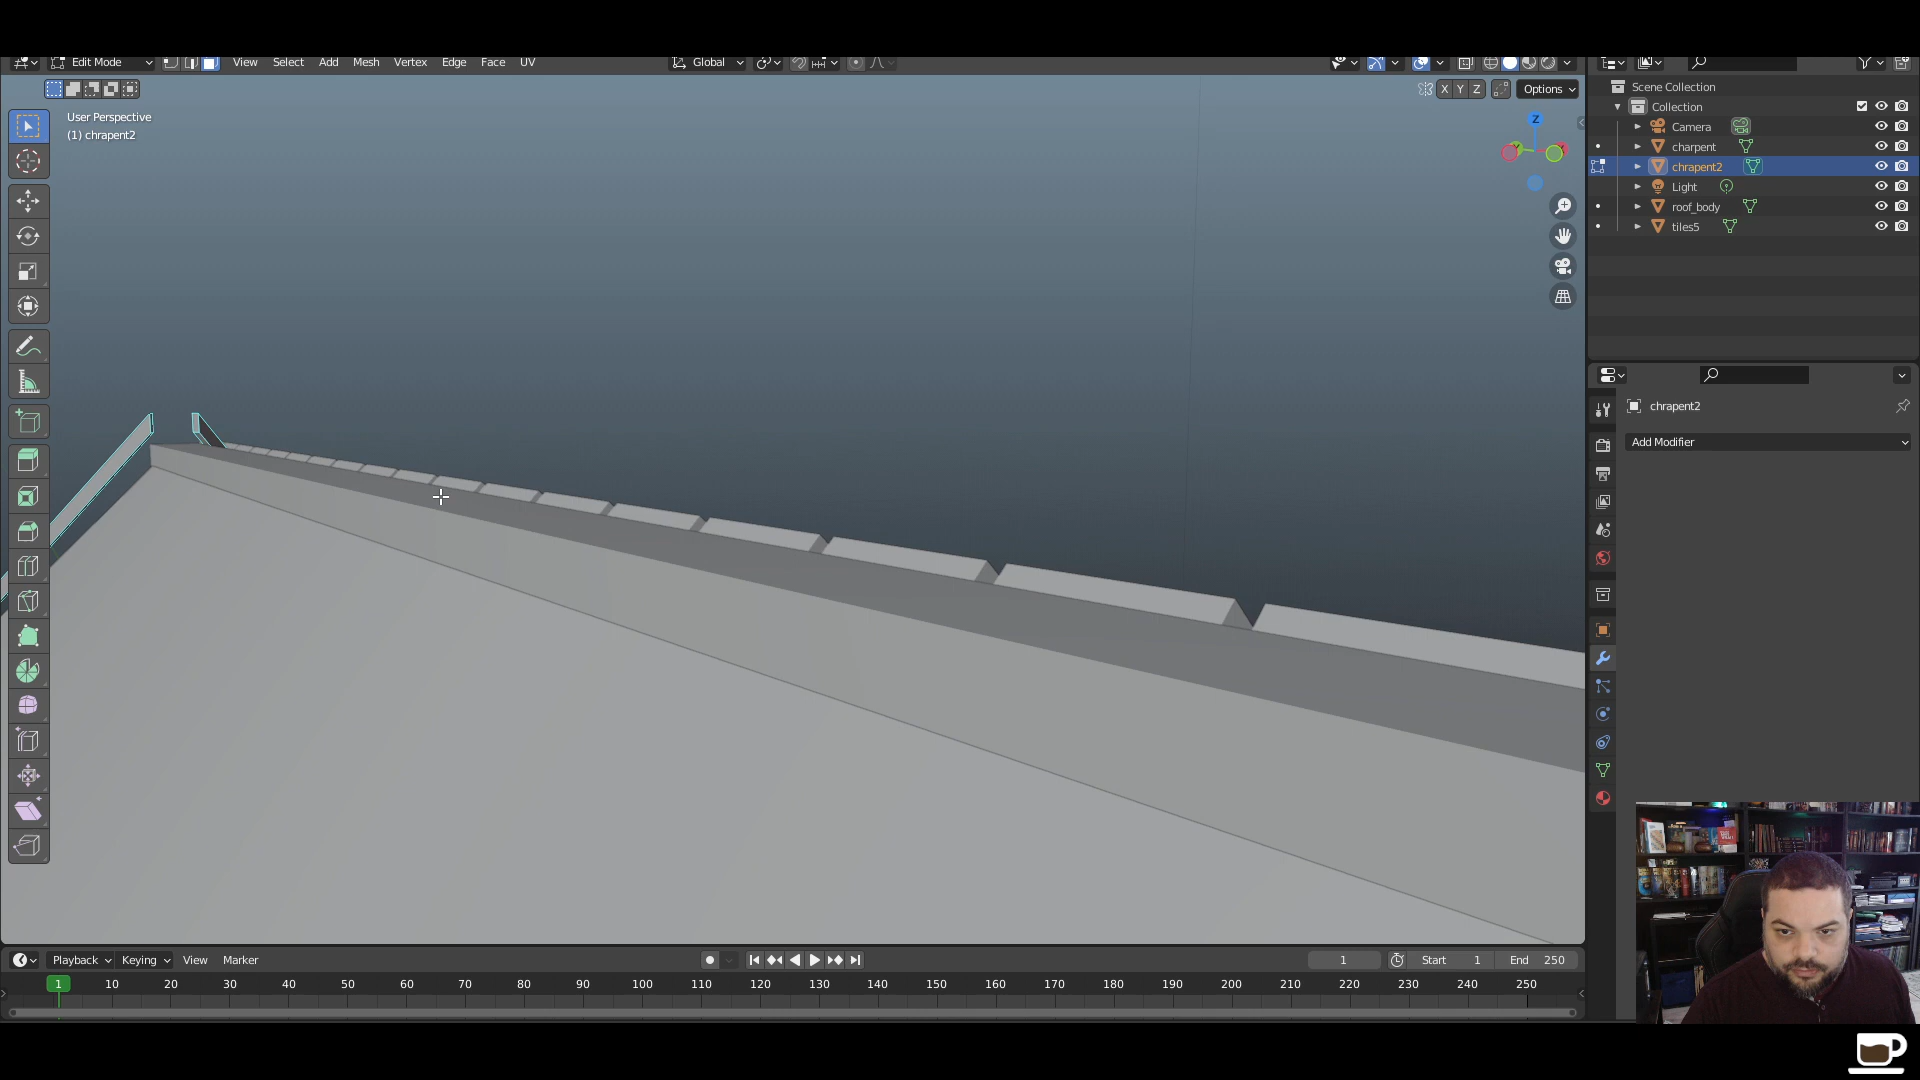 Edit Mode View Select Add Mesh Vertex Edge Face UV Global
X Y Z Options
User Perspective
(1) chrapent2
Z
Scene Collection
Collection
Camera
charpent
chrapent2
Light
roof_body
tiles5
chrapent2
Add Modifier
Playback Keying View Marker 1 Start 1 End 250
1 10 20 30 40 50 60 70 80 90 100 110 120 130 140 150 160 170 180 190 200 210 220 230 240 250